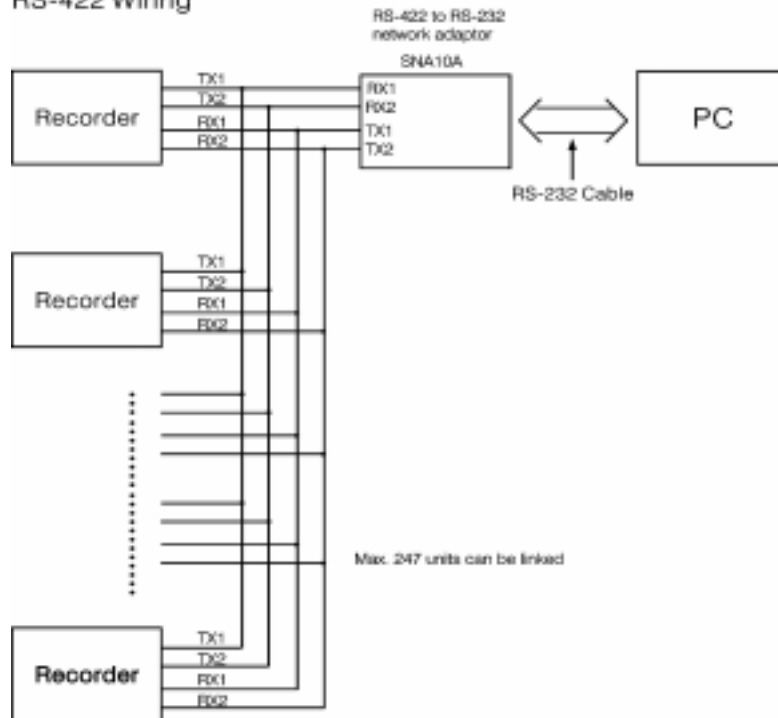 RS-422 Wiring
RS-422 to RS-232
network adaptor
SNA10A
Recorder
TX1
TX2
RX1
RX2
RX1
RX2
TX1
TX2
PC
RS-232 Cable
Recorder
TX1
TX2
RX1
RX2
Max. 247 units can be linked
Recorder
TX1
TX2
RX1
RX2